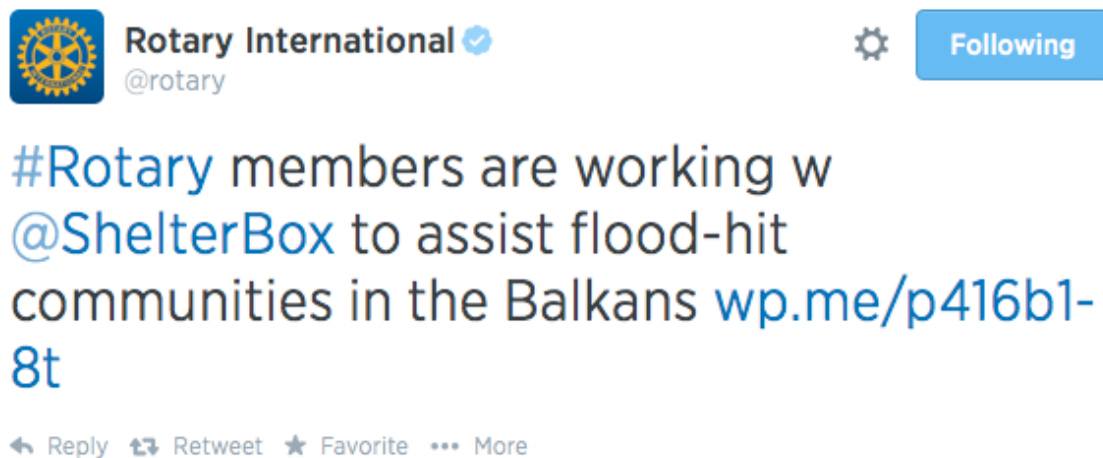 Rotary International
@rotary
Following
#Rotary members are working w
@ShelterBox to assist flood-hit
communities in the Balkans wp.me/p416b1-
8t
Reply Retweet Favorite More